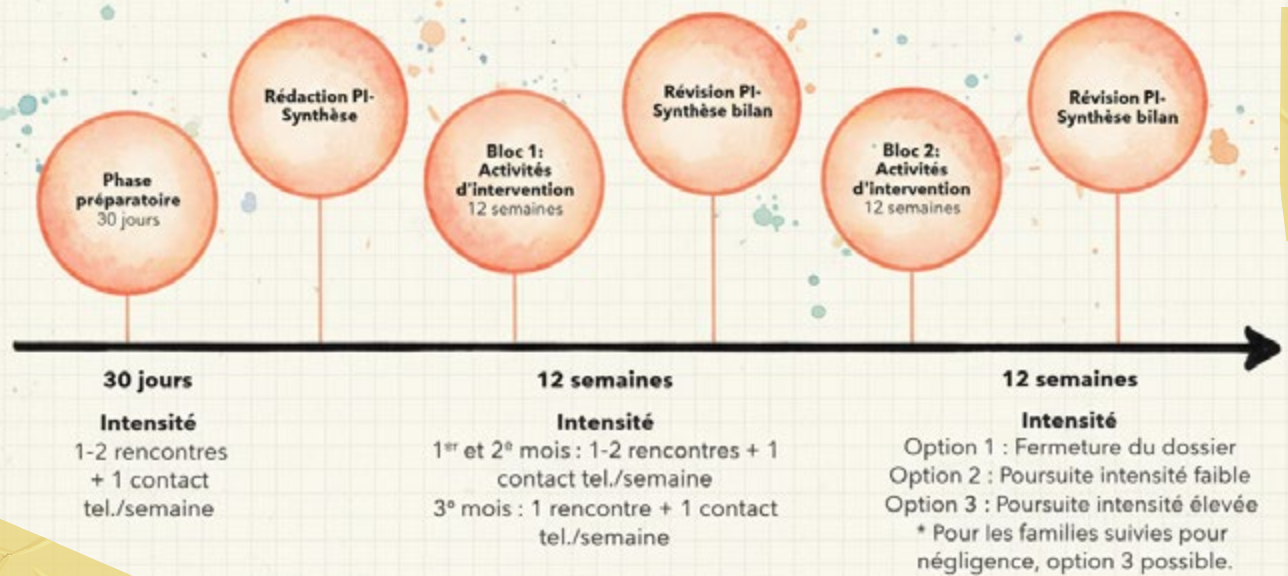 Phase
préparatoire
30 jours
Rédaction PI-
Synthèse
Bloc 1:
Activités
d'intervention
12 semaines
Révision PI-
Synthèse bilan
Bloc 2:
Activités
d'intervention
12 semaines
Révision PI-
Synthèse bilan
30 jours
Intensité
1-2 rencontres
+ 1 contact
tel./semaine
12 semaines
Intensité
1er et 2e mois : 1-2 rencontres + 1
contact tel./semaine
3e mois : 1 rencontre + 1 contact
tel./semaine
12 semaines
Intensité
Option 1 : Fermeture du dossier
Option 2 : Poursuite intensité faible
Option 3 : Poursuite intensité élevée
* Pour les familles suivies pour
négligence, option 3 possible.